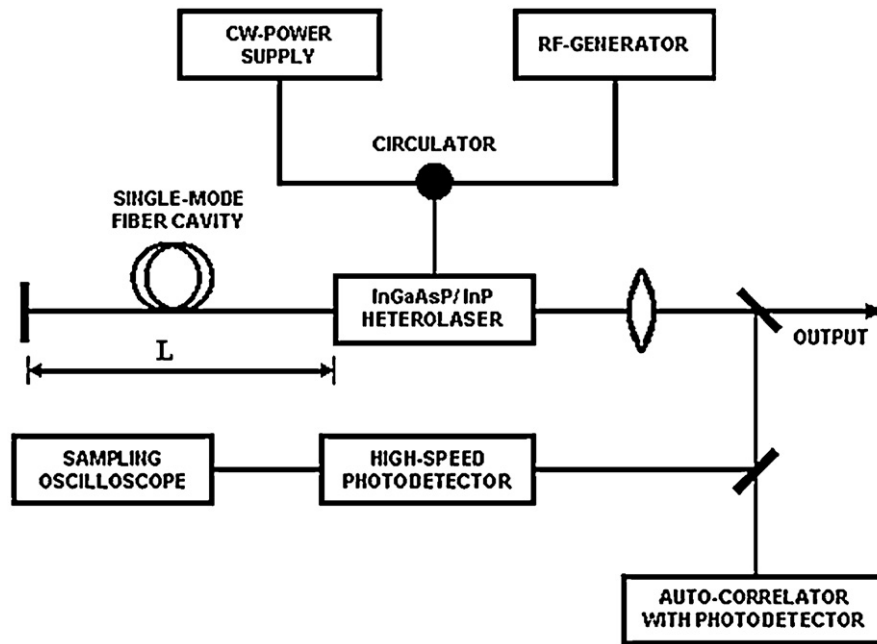 CW-POWER
SUPPLY
RF-GENERATOR
CIRCULATOR
SINGLE-MODE
FIBER CAVITY
InGaAsP/InP
HETEROLASER
L
OUTPUT
SAMPLING
OSCILLOSCOPE
HIGH-SPEED
PHOTODETECTOR
AUTO-CORRELATOR
WITH PHOTODETECTOR